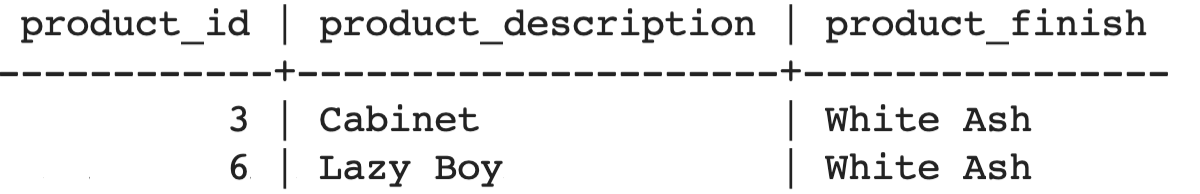 product_id | product_description | product_finish
------------+---------------------+----------------
3 | Cabinet | White Ash
6 | Lazy Boy | White Ash